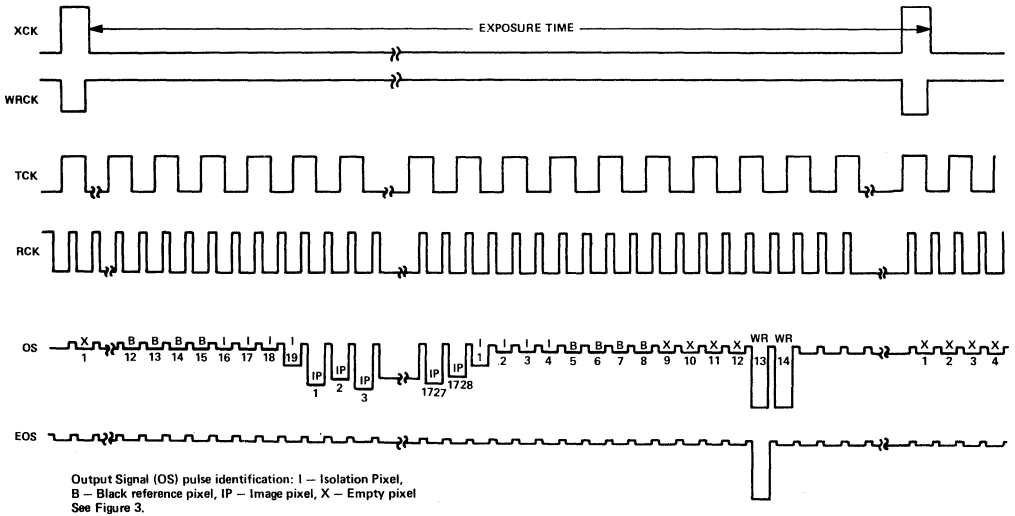 XCK
EXPOSURE TIME
WRCK
TCK
RCK
OS
X B B B B I I I I I I I I B B B B X X X X WR WR X X X X
1 12 13 14 15 16 17 18 19 1 2 3 4 5 6 7 8 9 10 11 12 13 14 1 2 3 4
IP IP IP IP IP
1 2 3 1727 1728
EOS
Output Signal (OS) pulse identification: I — Isolation Pixel,
B — Black reference pixel, IP — Image pixel, X — Empty pixel
See Figure 3.